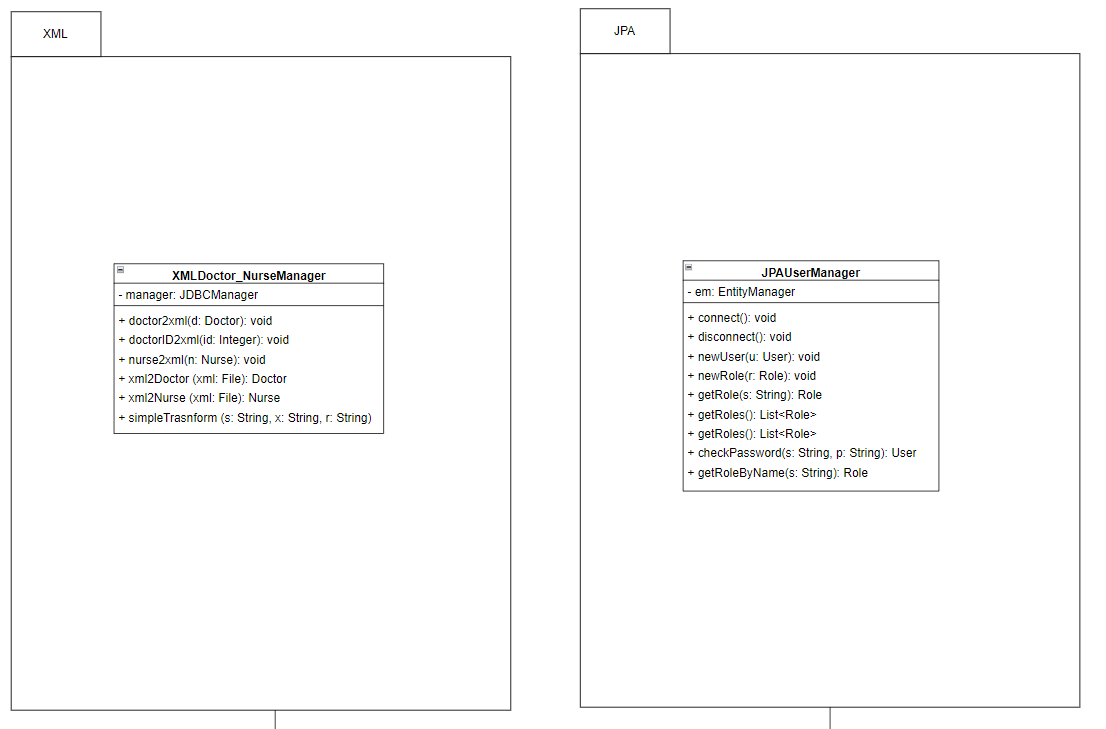 XML
XMLDoctor_NurseManager
- manager: JDBCManager
+ doctor2xml(d: Doctor): void
+ doctorID2xml(id: Integer): void
+ nurse2xml(n: Nurse): void
+ xml2Doctor (xml: File): Doctor
+ xml2Nurse (xml: File): Nurse
+ simpleTrasnform (s: String, x: String, r: String)
JPA
JPAUserManager
- em: EntityManager
+ connect(): void
+ disconnect(): void
+ newUser(u: User): void
+ newRole(r: Role): void
+ getRole(s: String): Role
+ getRoles(): List<Role>
+ getRoles(): List<Role>
+ checkPassword(s: String, p: String): User
+ getRoleByName(s: String): Role